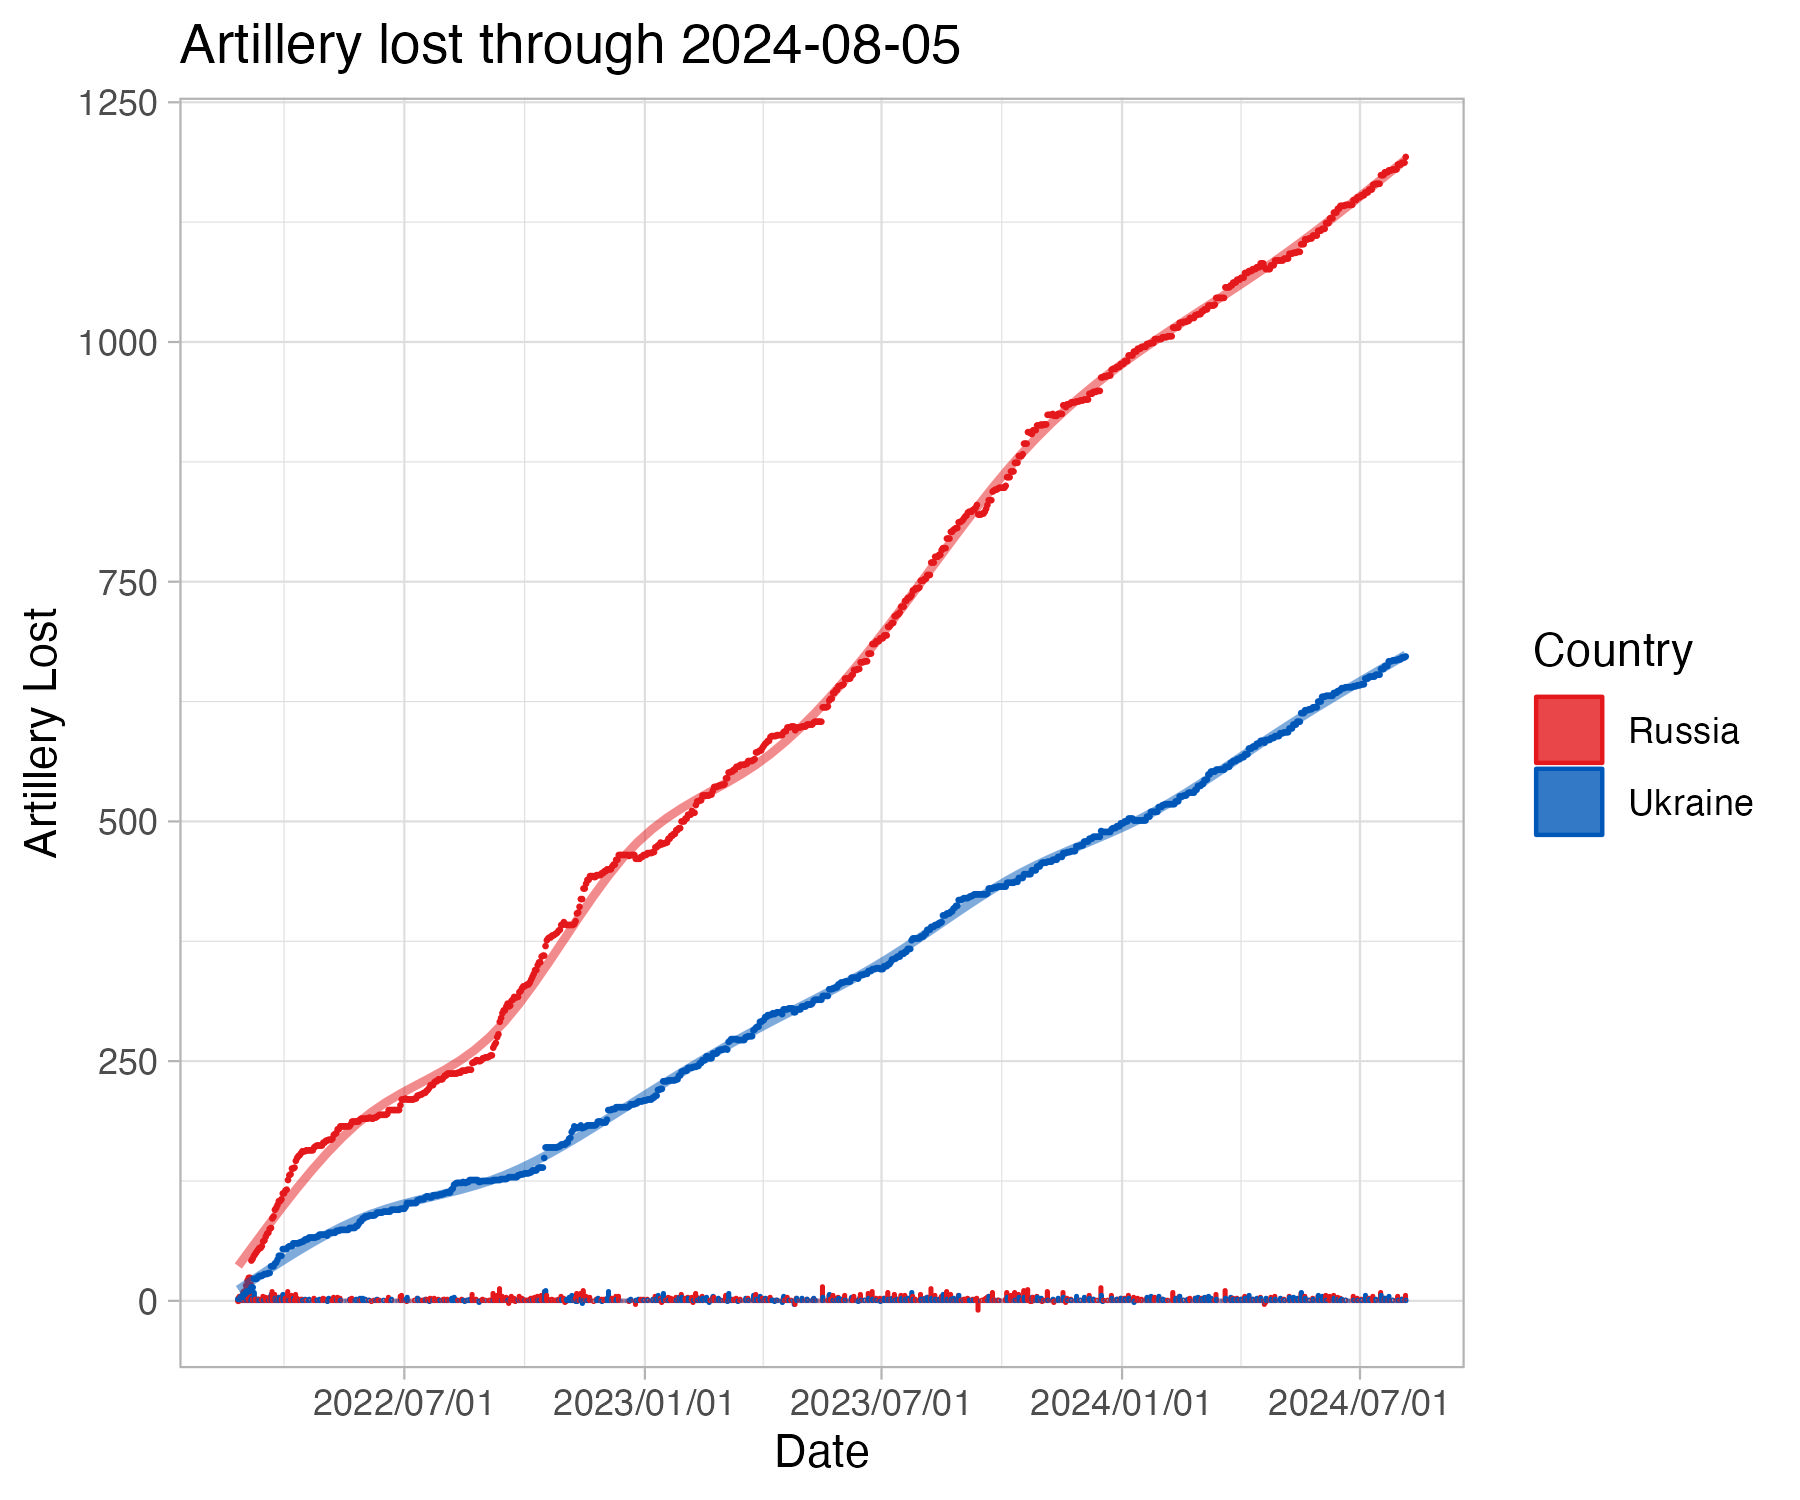 Artillery lost through 2024-08-05
1250
1000
750
500
250
0
Artillery Lost
2022/07/01
2023/01/01
2023/07/01
2024/01/01
2024/07/01
Date
Country
Russia
Ukraine